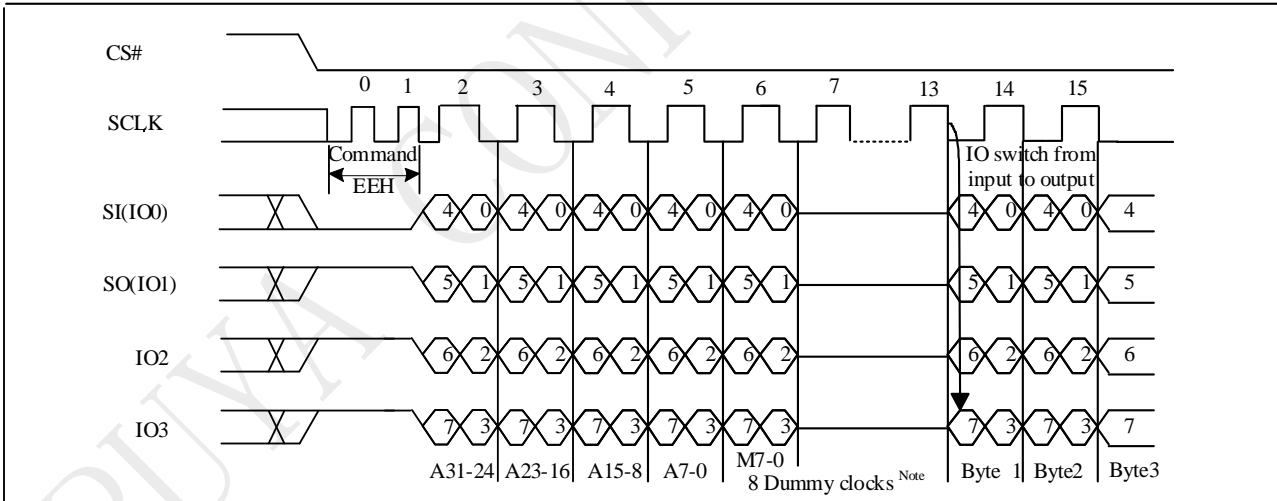 CS#
0 1 2 3 4 5 6 7 13 14 15
SCLK
Command
EEH
IO switch from
input to output
SI(IO0) 4 0 4 0 4 0 4 0 4 0 4 0 4 0 4
SO(IO1) 5 1 5 1 5 1 5 1 5 1 5 1 5 1 5
IO2 6 2 6 2 6 2 6 2 6 2 6 2 6 2 6
IO3 7 3 7 3 7 3 7 3 7 3 7 3 7 3 7
A31-24 A23-16 A15-8 A7-0 M7-0 Byte 1 Byte2 Byte3
8 Dummy clocks Note
PUYA CONF